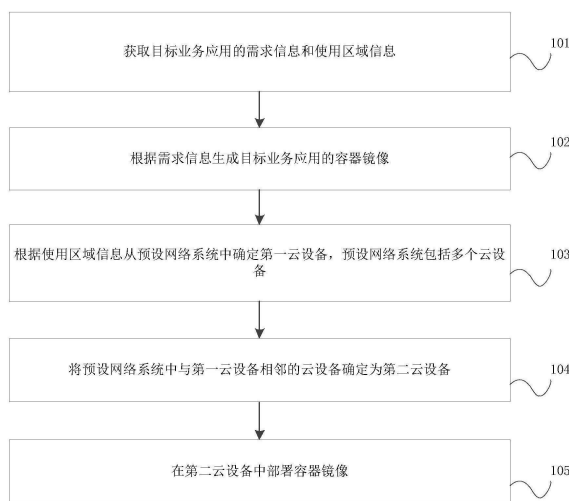 获取目标业务应用的需求信息和使用区域信息
101
根据需求信息生成目标业务应用的容器镜像
102
根据使用区域信息从预设网络系统中确定第一云设备，预设网络系统包括多个云设
备
103
将预设网络系统中与第一云设备相邻的云设备确定为第二云设备
104
在第二云设备中部署容器镜像
105